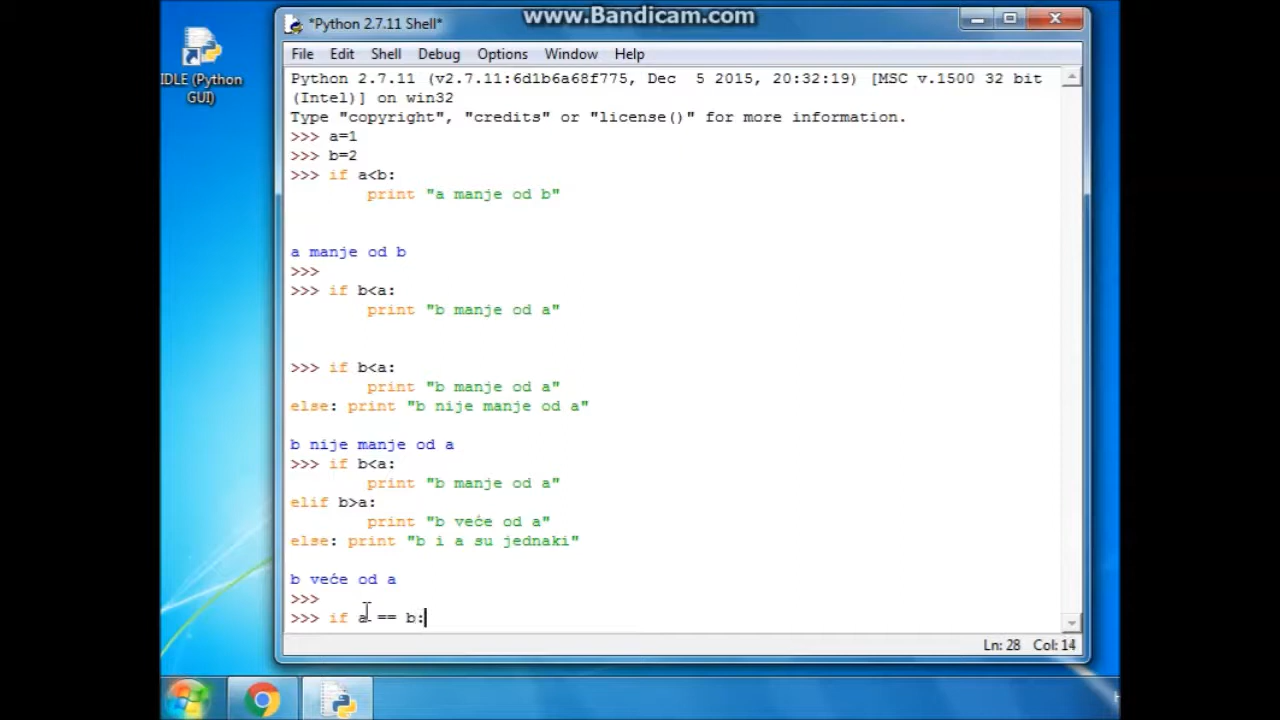 www.Bandicam.com
*Python 2.7.11 Shell*
IDLE (Python
GUI)
File Edit Shell Debug Options Window Help
Python 2.7.11 (v2.7.11:6d1b6a68f775, Dec  5 2015, 20:32:19) [MSC v.1500 32 bit
(Intel)] on win32
Type "copyright", "credits" or "license()" for more information.
>>> a=1
>>> b=2
>>> if a<b:
        print "a manje od b"
a manje od b
>>>
>>> if b<a:
        print "b manje od a"
>>> if b<a:
        print "b manje od a"
else: print "b nije manje od a"
b nije manje od a
>>> if b<a:
        print "b manje od a"
elif b>a:
        print "b veće od a"
else: print "b i a su jednaki"
b veće od a
>>>
>>> if a == b:
Ln: 28 Col: 14